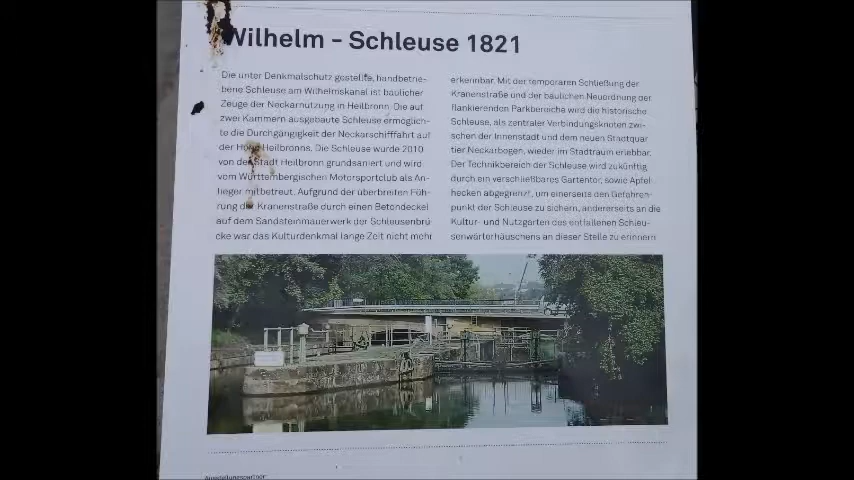 Wilhelm - Schleuse 1821
Die unter Denkmalschutz gestellte, handbetrie-
bene Schleuse am Wilhelmskanal ist baulicher
Zeuge der Neckarnutzung in Heilbronn. Die auf
zwei Kammern ausgebaute Schleuse ermöglich-
te die Durchgängigkeit der Neckarschifffahrt auf
der Höhe Heilbronns. Die Schleuse wurde 2010
von der Stadt Heilbronn grundsaniert und wird
vom Württembergischen Motorsportclub als An-
lieger mitbetreut. Aufgrund der überbreiten Füh-
rung der Kranenstraße durch einen Betondeckel
auf dem Sandsteinmauerwerk der Schleusenbrü-
cke war das Kulturdenkmal lange Zeit nicht mehr
erkennbar. Mit der temporären Schließung der
Kranenstraße und der baulichen Neuordnung der
flankierenden Parkbereiche wird die historische
Schleuse, als zentraler Verbindungsknoten zwi-
schen der Innenstadt und dem neuen Stadtquar
tier Neckarbogen, wieder im Stadtraum erlebbar.
Der Technikbereich der Schleuse wird zukünftig
durch ein verschließbares Gartentor, sowie Apfel-
hecken abgegrenzt, um einerseits den Gefahren-
punkt der Schleuse zu sichern, andererseits an die
Kultur- und Nutzgärten des entfallenen Schleu-
senwärterhäuschens an dieser Stelle zu erinnern
Ausstellungspartner